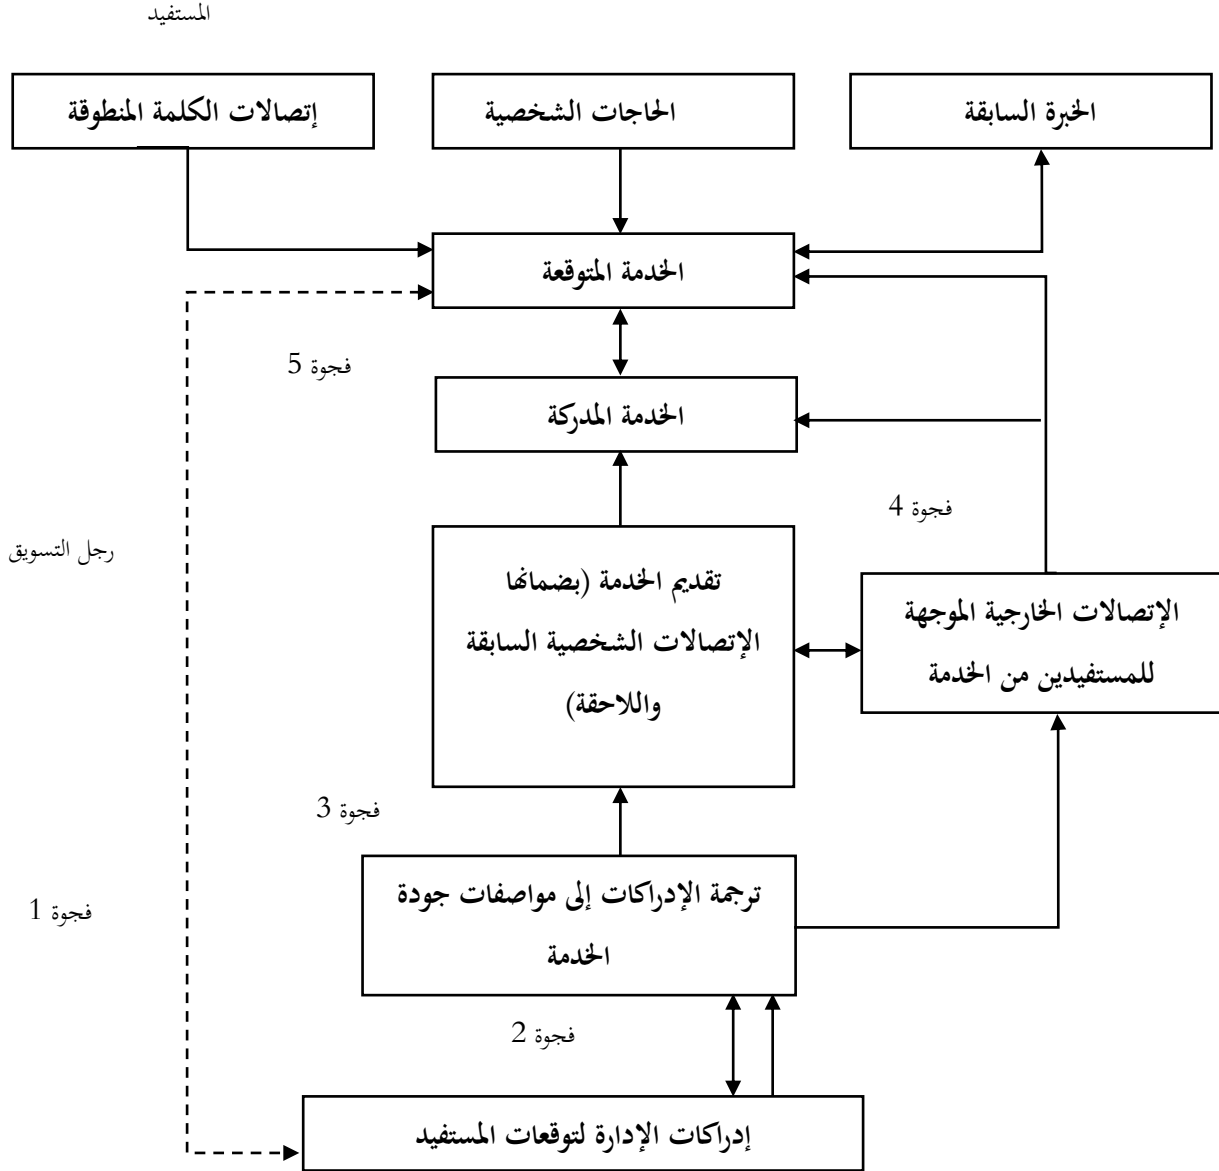 المستفيد
الخبرة السابقة
الحاجات الشخصية
إتصالات الكلمة المنطوقة
الخدمة المتوقعة
فجوة 5
الخدمة المدركة
فجوة 4
رجل التسويق
تقديم الخدمة (بضمانها
الإتصالات الشخصية السابقة
واللاحقة)
الإتصالات الخارجية الموجهة
للمستفيدين من الخدمة
فجوة 3
ترجمة الإدراكات إلى مواصفات جودة
الخدمة
فجوة 1
فجوة 2
إدراكات الإدارة لتوقعات المستفيد